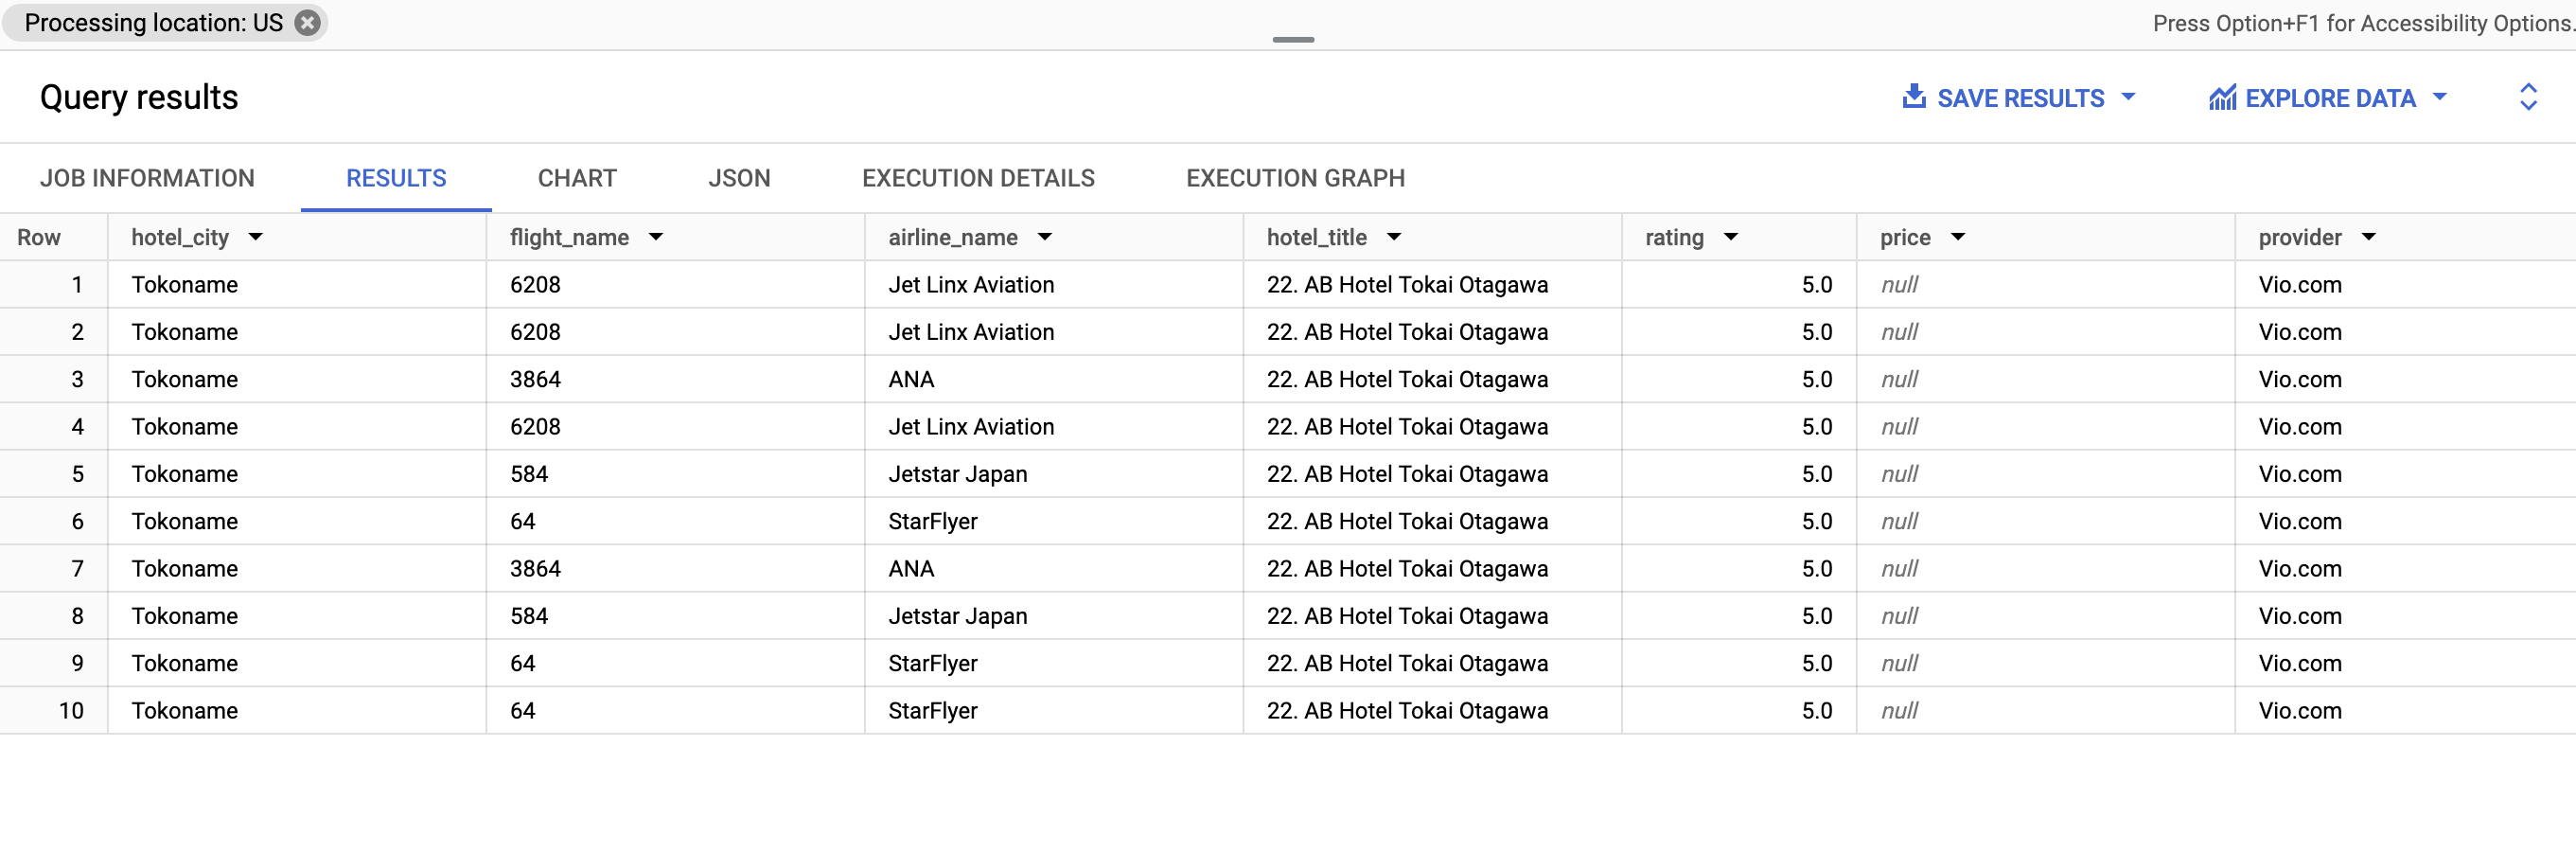 Processing location: US
Press Option+F1 for Accessibility Options.
Query results
SAVE RESULTS EXPLORE DATA
JOB INFORMATION RESULTS CHART JSON EXECUTION DETAILS EXECUTION GRAPH
Row hotel_city flight_name airline_name hotel_title rating price provider
1 Tokoname 6208 Jet Linx Aviation 22. AB Hotel Tokai Otagawa 5.0 null Vio.com
2 Tokoname 6208 Jet Linx Aviation 22. AB Hotel Tokai Otagawa 5.0 null Vio.com
3 Tokoname 3864 ANA 22. AB Hotel Tokai Otagawa 5.0 null Vio.com
4 Tokoname 6208 Jet Linx Aviation 22. AB Hotel Tokai Otagawa 5.0 null Vio.com
5 Tokoname 584 Jetstar Japan 22. AB Hotel Tokai Otagawa 5.0 null Vio.com
6 Tokoname 64 StarFlyer 22. AB Hotel Tokai Otagawa 5.0 null Vio.com
7 Tokoname 3864 ANA 22. AB Hotel Tokai Otagawa 5.0 null Vio.com
8 Tokoname 584 Jetstar Japan 22. AB Hotel Tokai Otagawa 5.0 null Vio.com
9 Tokoname 64 StarFlyer 22. AB Hotel Tokai Otagawa 5.0 null Vio.com
10 Tokoname 64 StarFlyer 22. AB Hotel Tokai Otagawa 5.0 null Vio.com